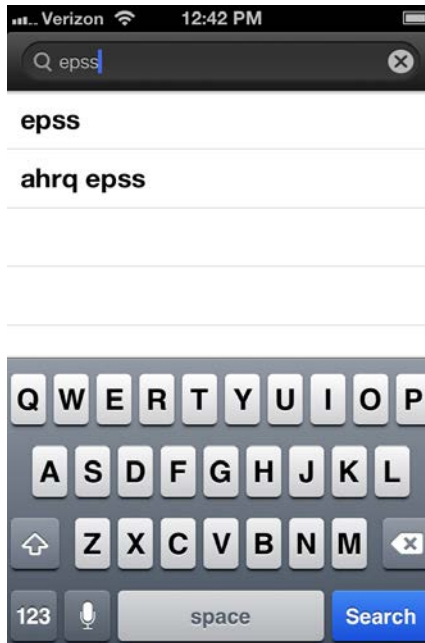 Verizon 12:42 PM
epss
epss
ahrq epss
Q W E R T Y U I O P
A S D F G H J K L
Z X C V B N M
123 space Search